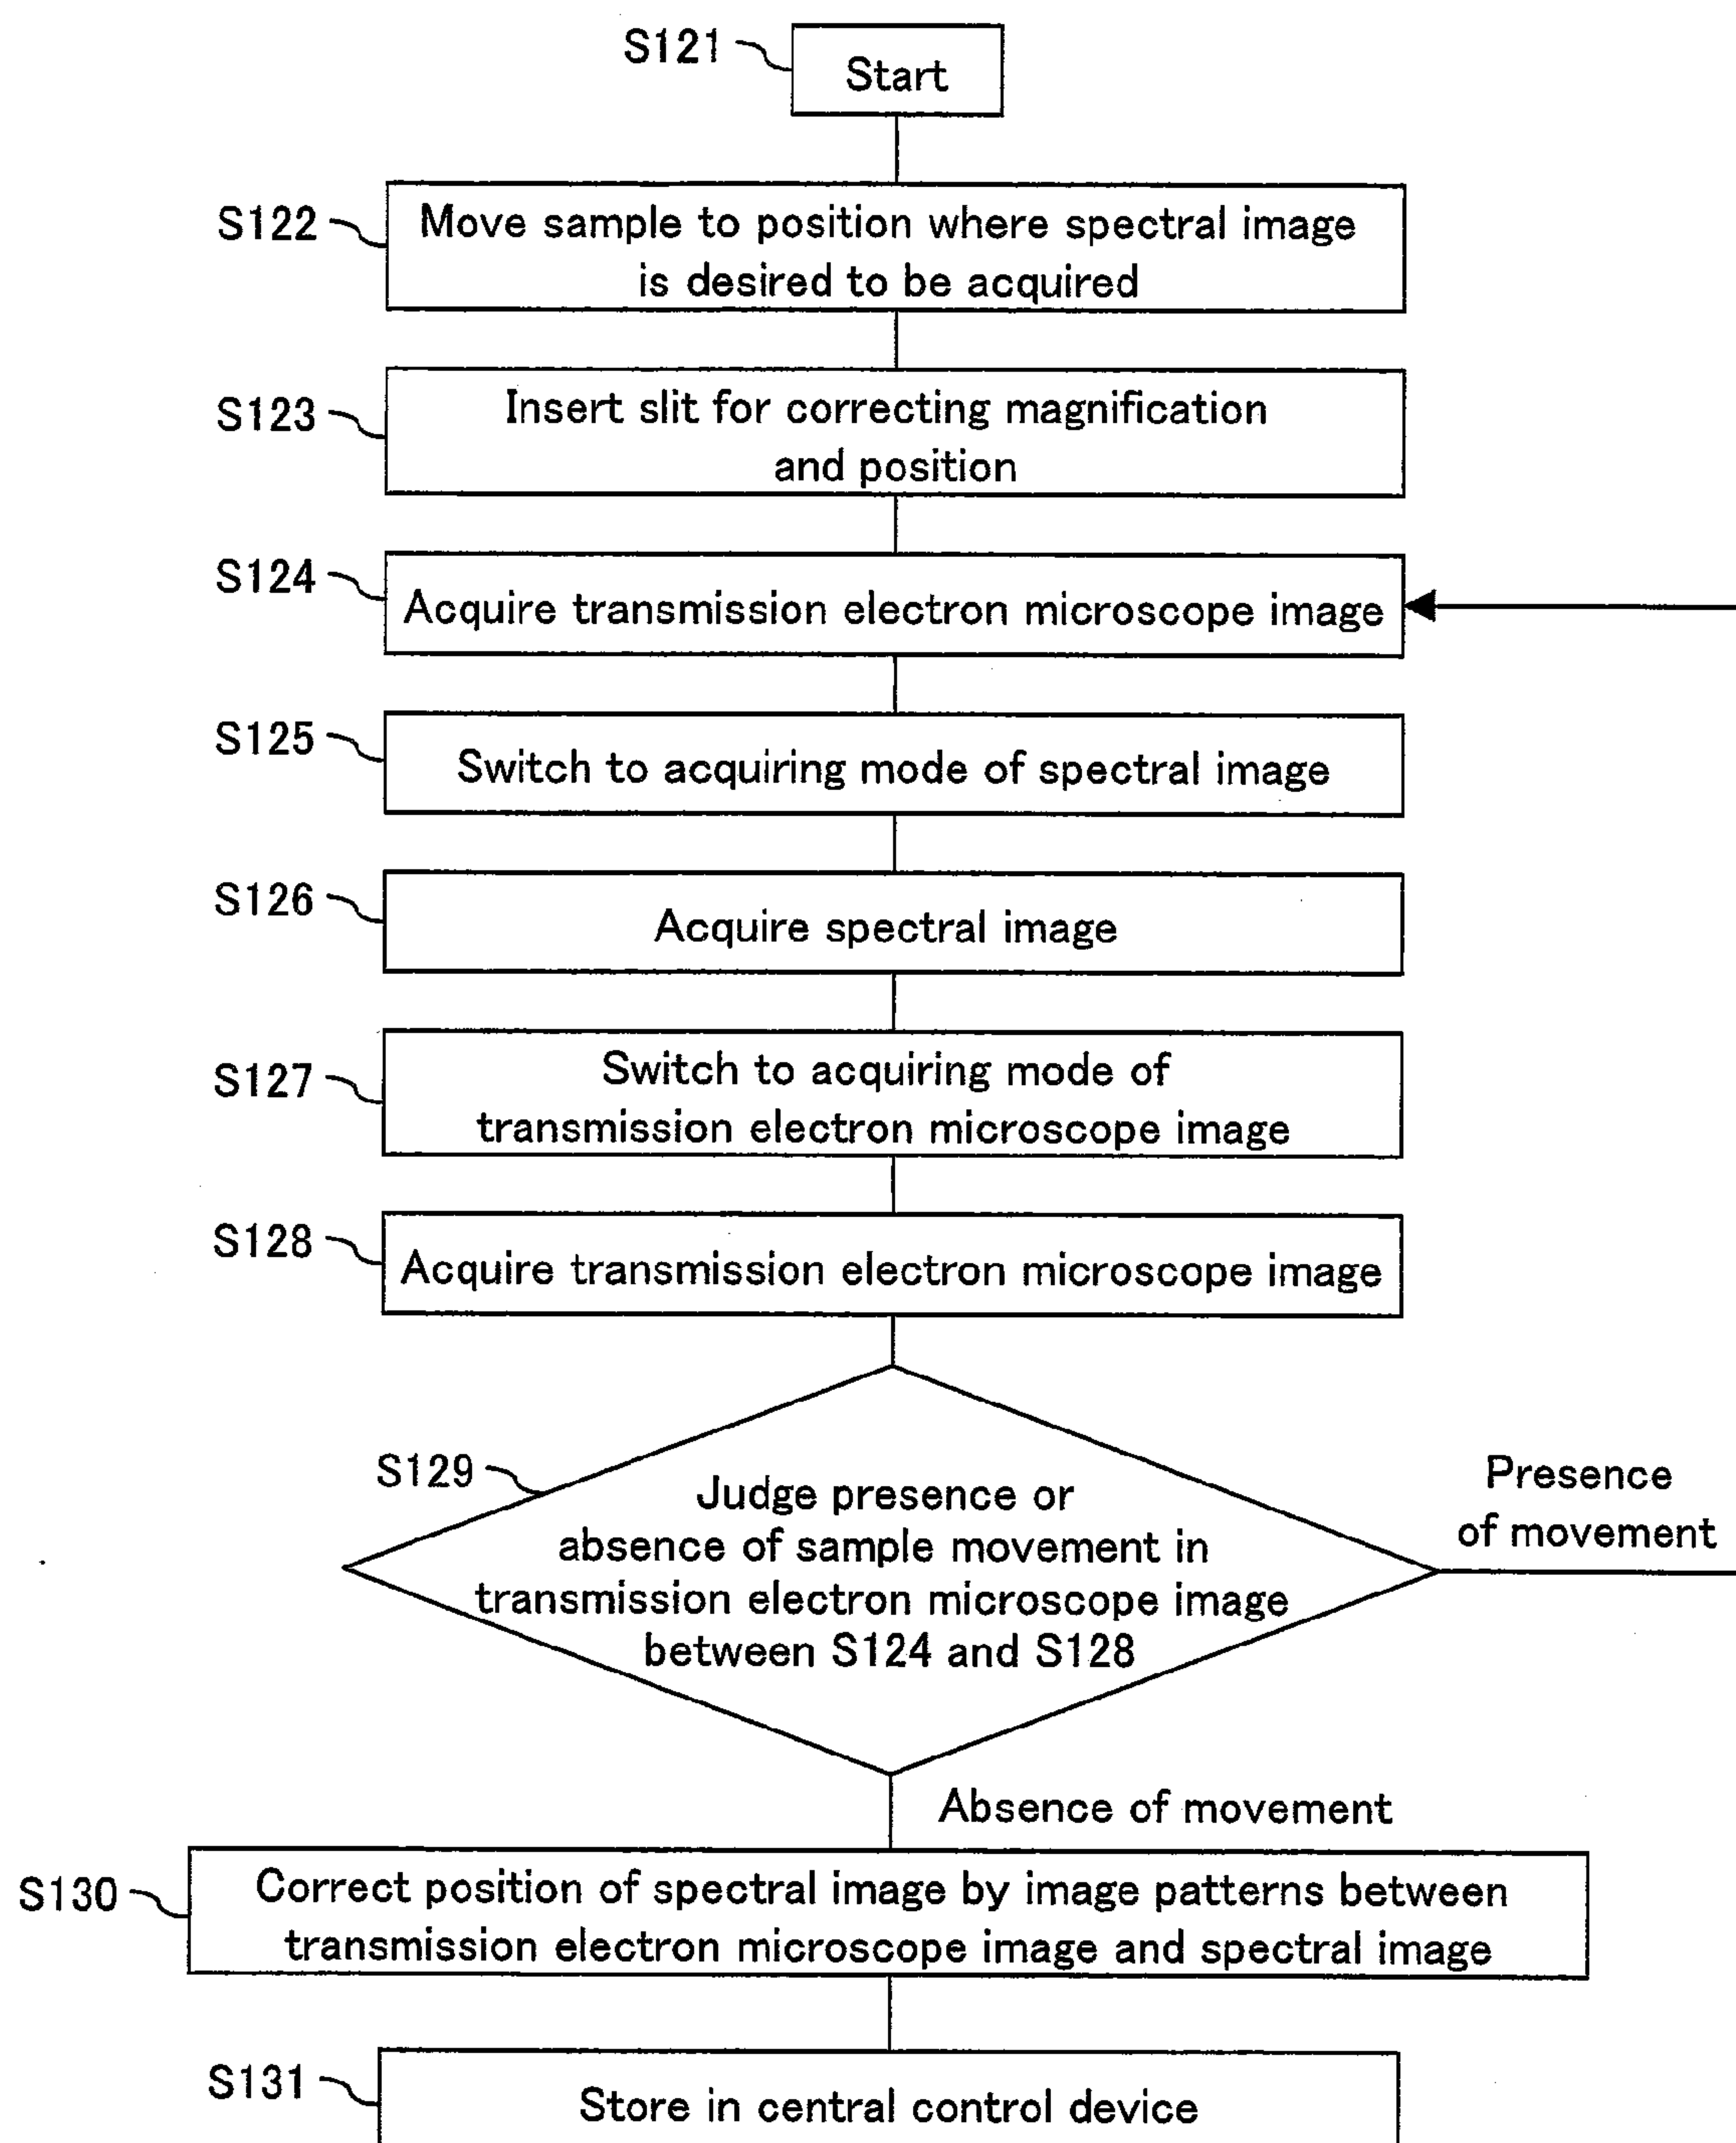 S121
Start
S122
Move sample to position where spectral image
is desired to be acquired
S123
Insert slit for correcting magnification
and position
S124
Acquire transmission electron microscope image
S125
Switch to acquiring mode of spectral image
S126
Acquire spectral image
S127
Switch to acquiring mode of
transmission electron microscope image
S128
Acquire transmission electron microscope image
S129
Judge presence or
absence of sample movement in
transmission electron microscope image
between S124 and S128
Presence
of movement
Absence of movement
S130
Correct position of spectral image by image patterns between
transmission electron microscope image and spectral image
S131
Store in central control device